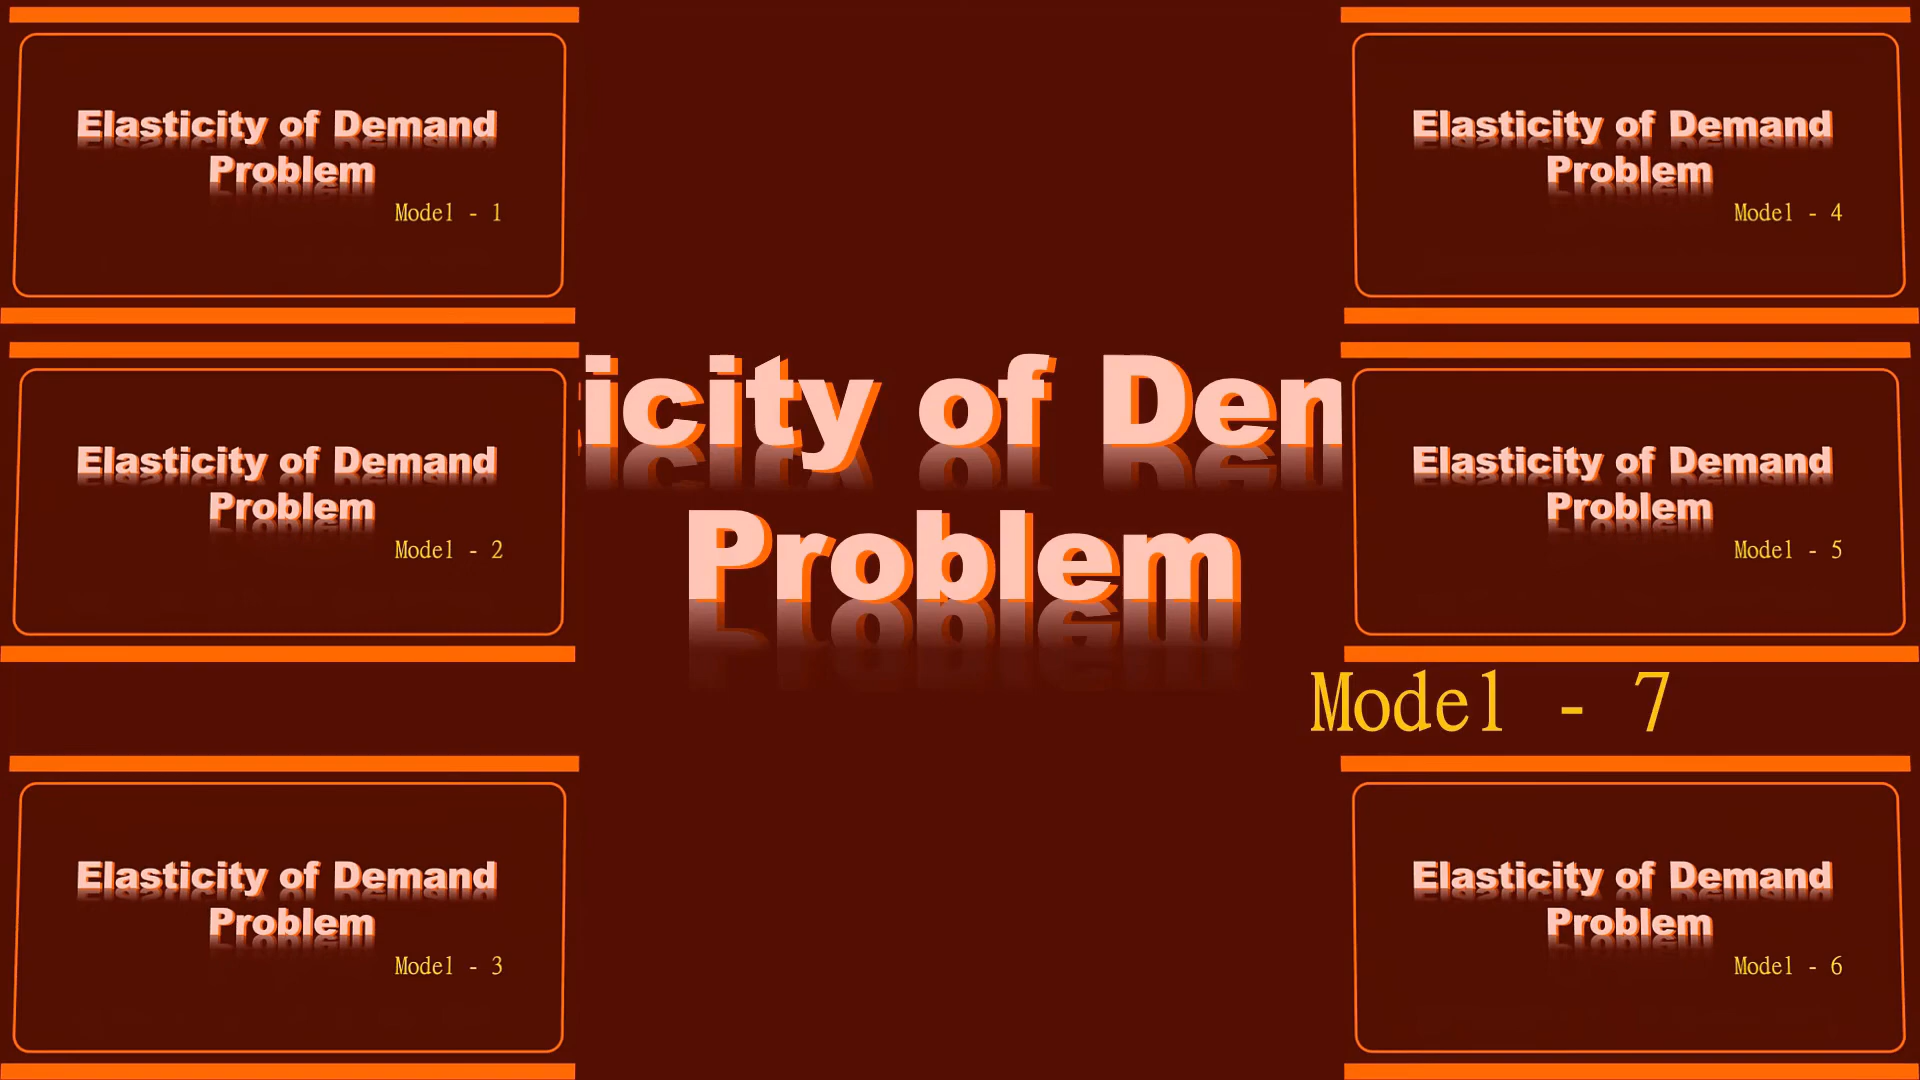 Elasticity of Demand
Problem
Model - 1
Elasticity of Demand
Problem
Model - 2
Elasticity of Demand
Problem
Model - 3
icity of Dem
Problem
Model - 7
Elasticity of Demand
Problem
Model - 4
Elasticity of Demand
Problem
Model - 5
Elasticity of Demand
Problem
Model - 6